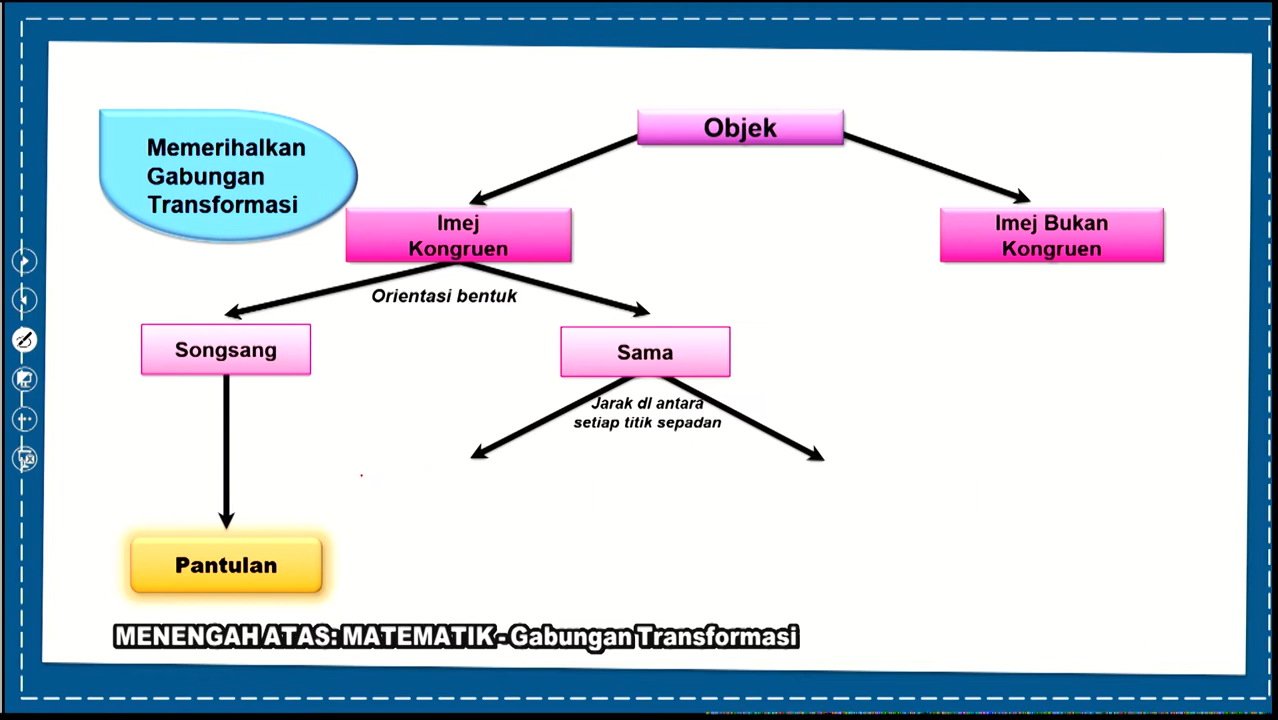 Memerihalkan
Gabungan
Transformasi
Objek
Imej
Kongruen
Imej Bukan
Kongruen
Orientasi bentuk
Songsang
Sama
Jarak dI antara
setiap titik sepadan
Pantulan
MENENGAH ATAS: MATEMATIK - Gabungan Transformasi